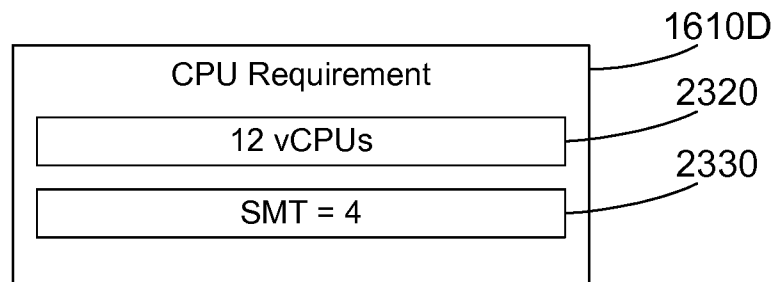 1610D
CPU Requirement
2320
12 vCPUs
2330
SMT = 4